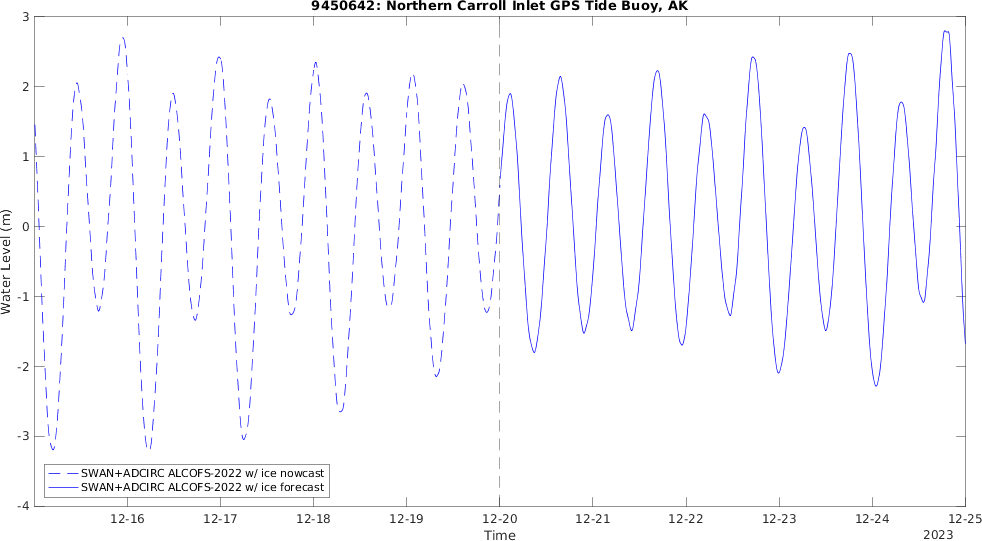 9450642: Northern Carroll Inlet GPS Tide Buoy, AK
3
2
1
0
-1
-2
-3
-4
Water Level (m)
SWAN+ADCIRC ALCOFS-2022 w/ ice nowcast
SWAN+ADCIRC ALCOFS-2022 w/ ice forecast
12-16 12-17 12-18 12-19 12-20 12-21 12-22 12-23 12-24 12-25
Time
2023